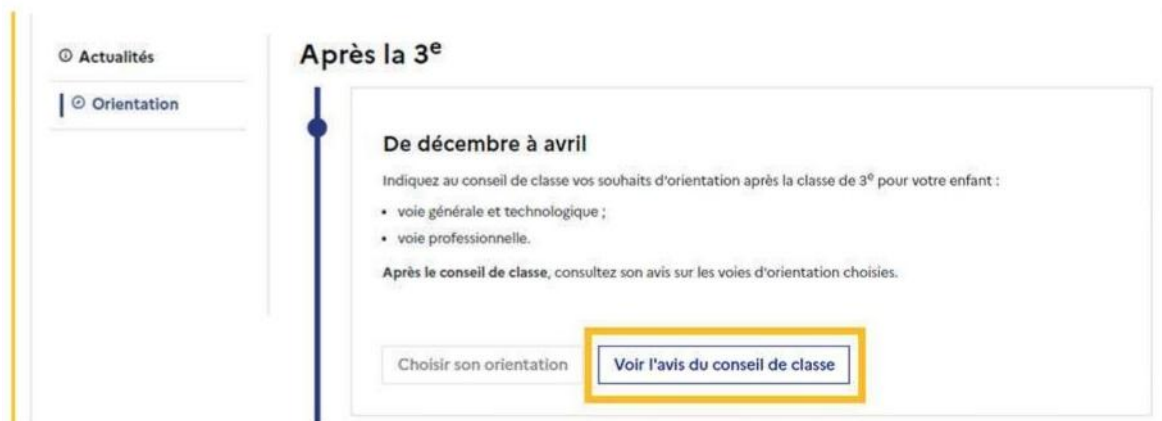 Actualités
Orientation
Après la 3e
De décembre à avril
Indiquez au conseil de classe vos souhaits d'orientation après la classe de 3e pour votre enfant :
• voie générale et technologique ;
• voie professionnelle.
Après le conseil de classe, consultez son avis sur les voies d'orientation choisies.
Choisir son orientation
Voir l'avis du conseil de classe